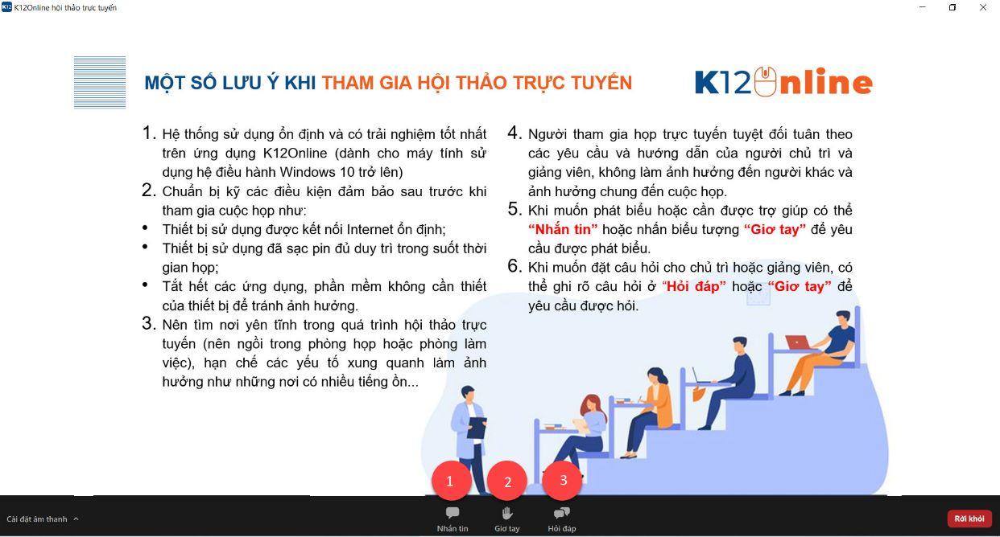 K12 K12Online hội thảo trực tuyến
MỘT SỐ LƯU Ý KHI THAM GIA HỘI THẢO TRỰC TUYẾN
K12Online
1. Hệ thống sử dụng ổn định và có trải nghiệm tốt nhất
trên ứng dụng K12Online (dành cho máy tính sử
dụng hệ điều hành Windows 10 trở lên)
2. Chuẩn bị kỹ các điều kiện đảm bảo sau trước khi
tham gia cuộc họp như:
• Thiết bị sử dụng được kết nối Internet ổn định;
• Thiết bị sử dụng đã sạc pin đủ duy trì trong suốt thời
gian họp;
• Tắt hết các ứng dụng, phần mềm không cần thiết
của thiết bị để tránh ảnh hưởng.
3. Nên tìm nơi yên tĩnh trong quá trình hội thảo trực
tuyến (nên ngồi trong phòng họp hoặc phòng làm
việc), hạn chế các yếu tố xung quanh làm ảnh
hưởng như những nơi có nhiều tiếng ồn...
4. Người tham gia họp trực tuyến tuyệt đối tuân theo
các yêu cầu và hướng dẫn của người chủ trì và
giảng viên, không làm ảnh hưởng đến người khác và
ảnh hưởng chung đến cuộc họp.
5. Khi muốn phát biểu hoặc cần được trợ giúp có thể
“Nhắn tin” hoặc nhấn biểu tượng “Giơ tay” để yêu
cầu được phát biểu.
6. Khi muốn đặt câu hỏi cho chủ trì hoặc giảng viên, có
thể ghi rõ câu hỏi ở “Hỏi đáp” hoặc “Giơ tay” để
yêu cầu được hỏi.
1 2 3
Cài đặt âm thanh
Nhắn tin Giơ tay Hỏi đáp
Rời khỏi